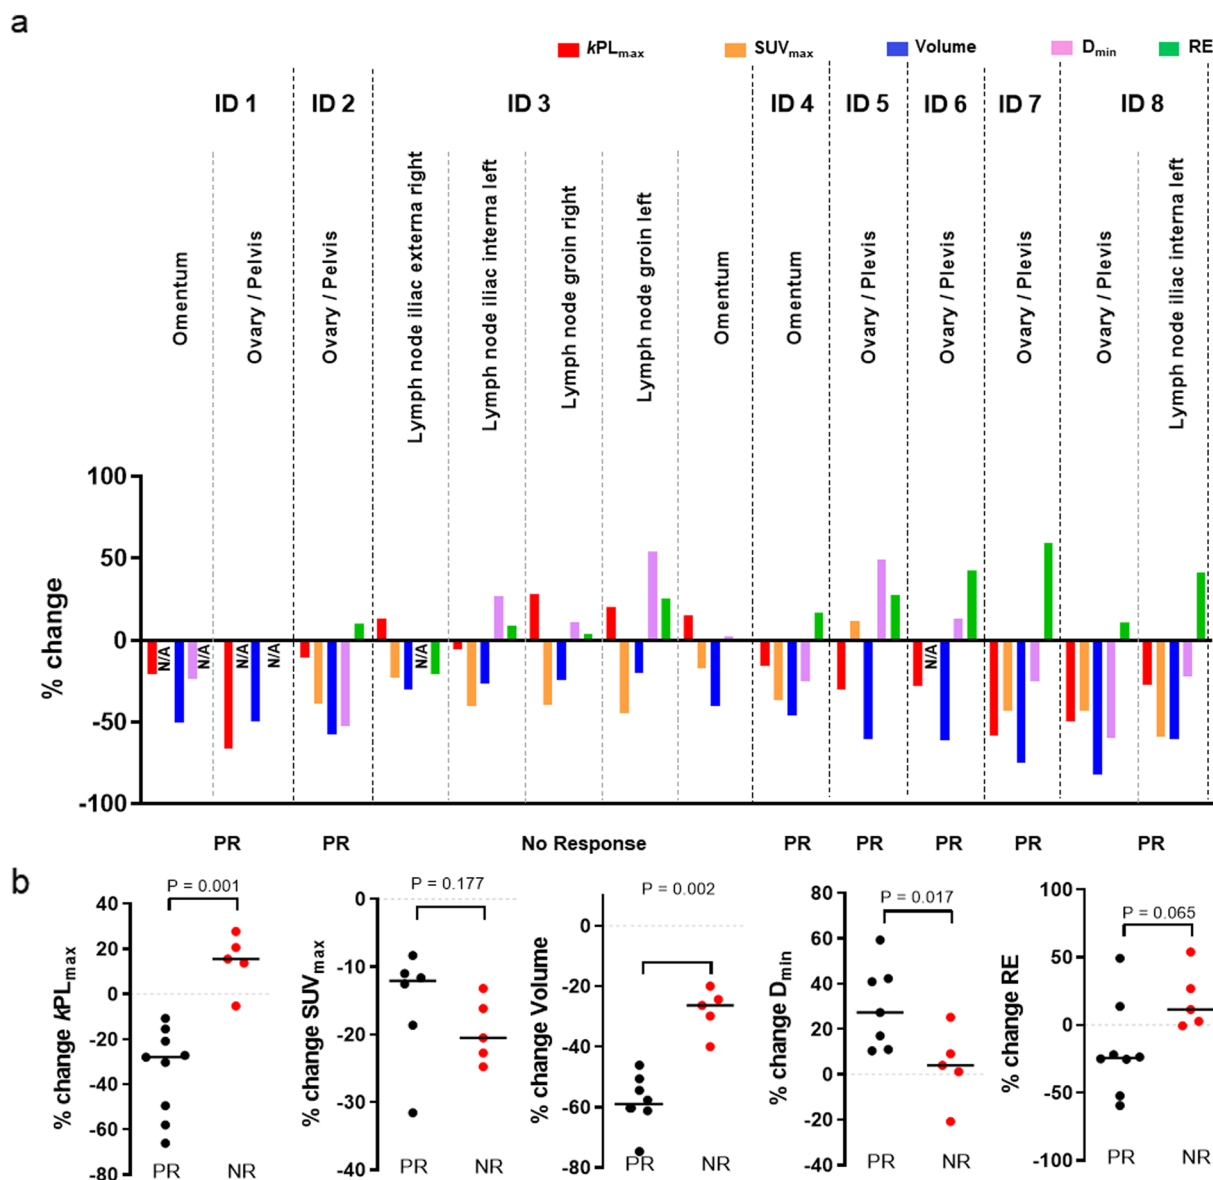 a
kPLmax SUVmax Volume Dmin RE
ID 1 ID 2 ID 3 ID 4 ID 5 ID 6 ID 7 ID 8
Omentum
Ovary / Pelvis
Ovary / Pelvis
Lymph node iliac externa right
Lymph node iliac interna left
Lymph node groin right
Lymph node groin left
Omentum
Omentum
Ovary / Plevis
Ovary / Plevis
Ovary / Plevis
Ovary / Plevis
Lymph node iliac interna left
% change
100
50
0
-50
-100
N/A N/A N/A N/A N/A N/A
PR PR No Response PR PR PR PR PR
b
% change kPLmax
40
20
0
-20
-40
-60
-80
P = 0.001
PR NR
% change SUVmax
0
-10
-20
-30
-40
P = 0.177
PR NR
% change Volume
0
-20
-40
-60
-80
P = 0.002
PR NR
% change Dmin
80
60
40
20
0
-20
-40
P = 0.017
PR NR
% change RE
100
50
0
-50
-100
P = 0.065
PR NR